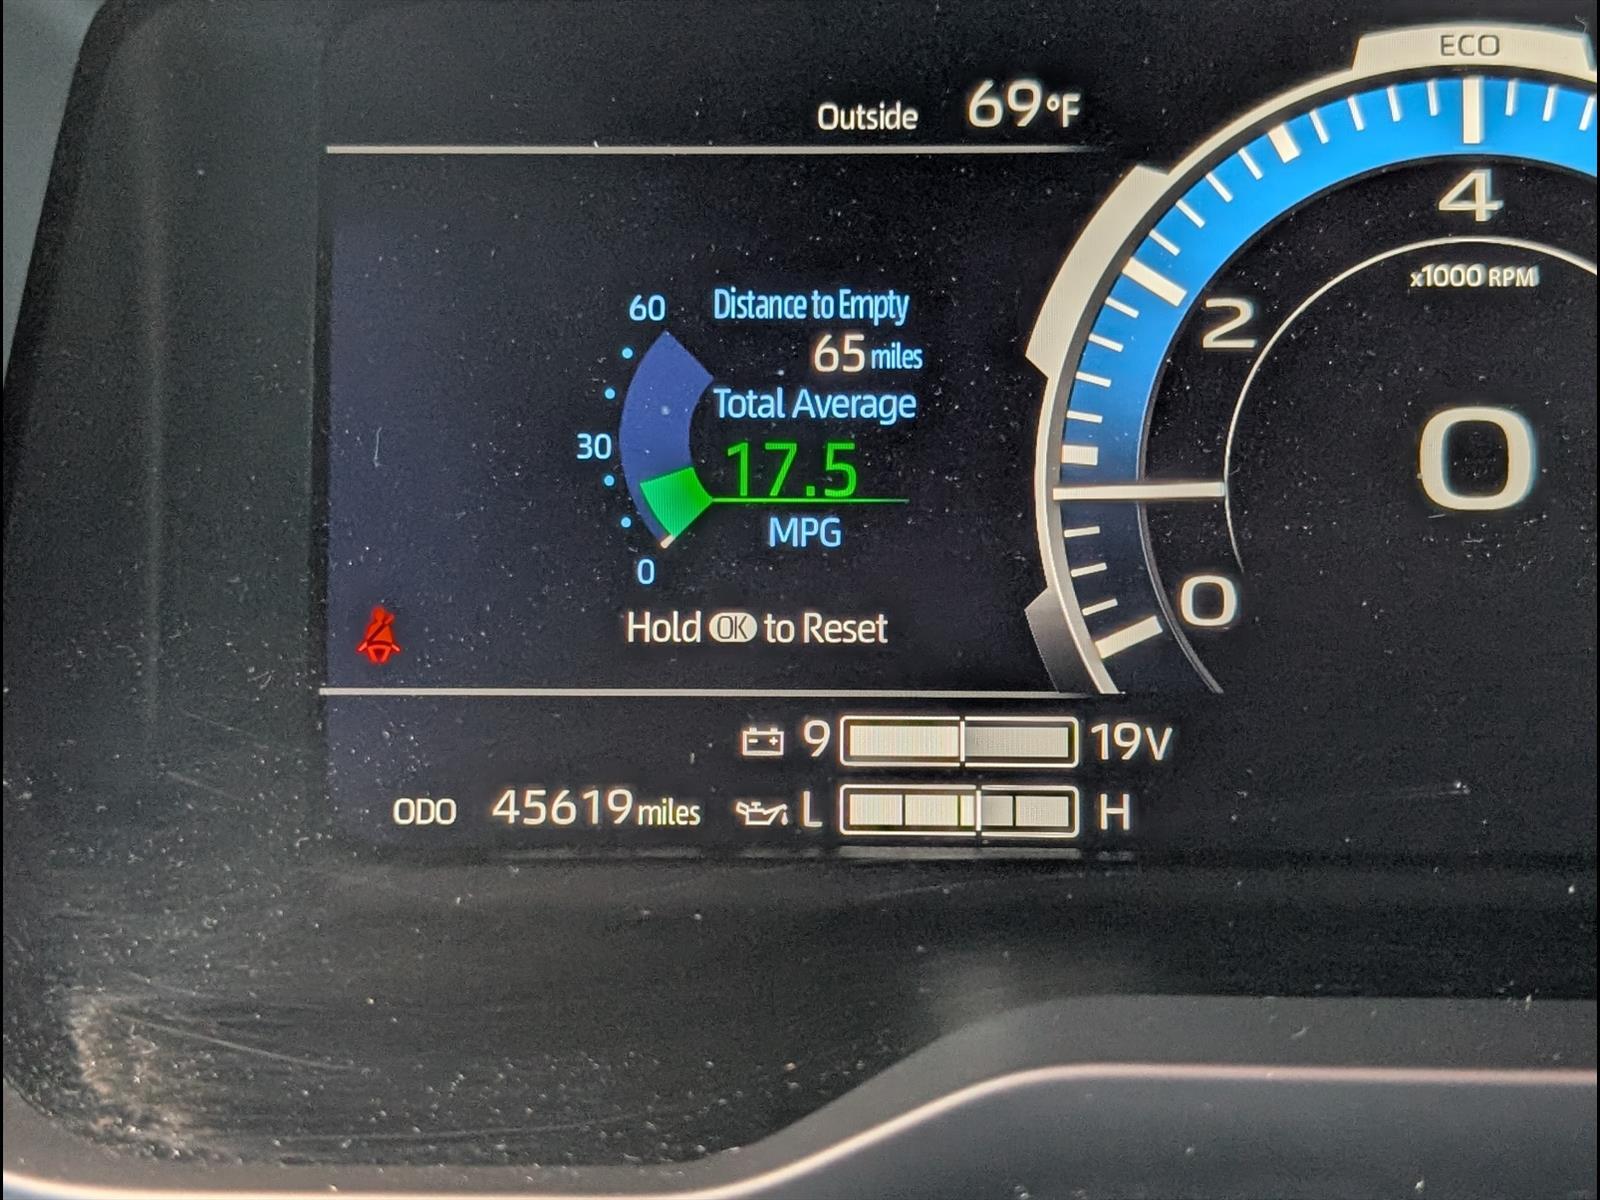 Outside 69°F
ECO
60
Distance to Empty
65 miles
Total Average
30
17.5
MPG
0
Hold OK to Reset
4
x1000 RPM
2
0
0
9 19V
ODO 45619 miles
L H